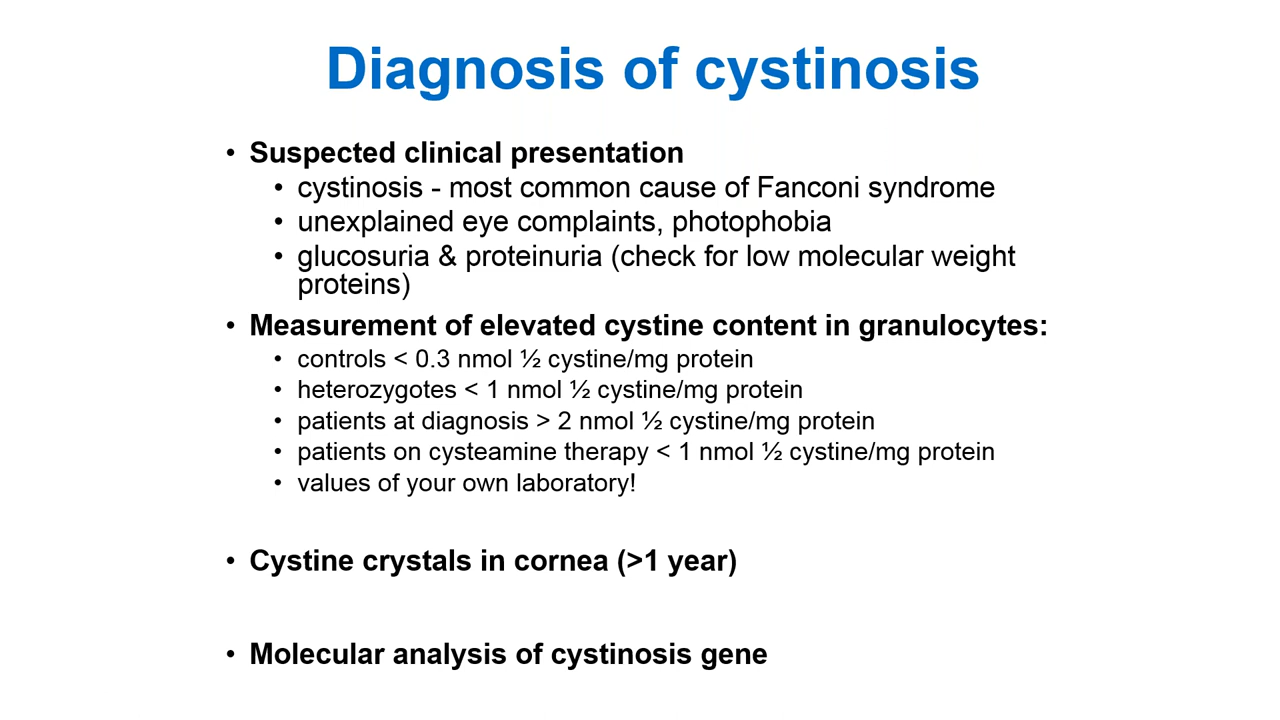 Diagnosis of cystinosis
• Suspected clinical presentation
• cystinosis - most common cause of Fanconi syndrome
• unexplained eye complaints, photophobia
• glucosuria & proteinuria (check for low molecular weight
proteins)
• Measurement of elevated cystine content in granulocytes:
• controls < 0.3 nmol ½ cystine/mg protein
• heterozygotes < 1 nmol ½ cystine/mg protein
• patients at diagnosis > 2 nmol ½ cystine/mg protein
• patients on cysteamine therapy < 1 nmol ½ cystine/mg protein
• values of your own laboratory!
• Cystine crystals in cornea (>1 year)
• Molecular analysis of cystinosis gene